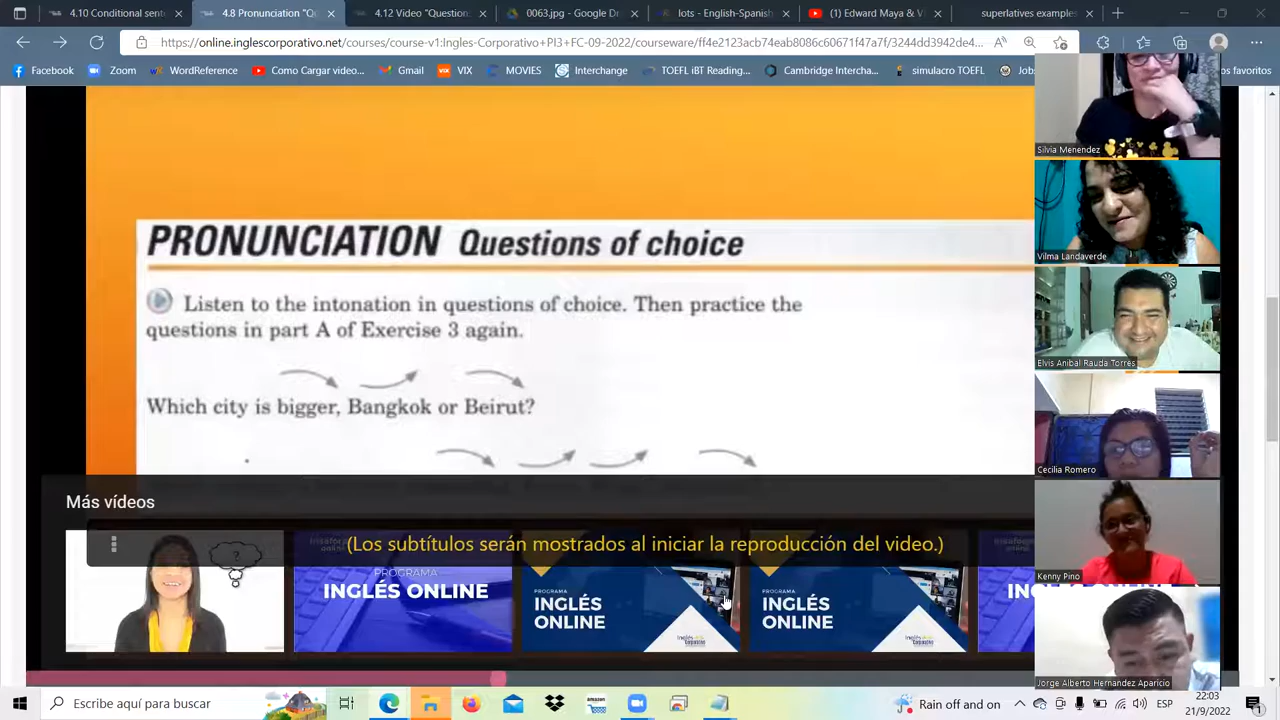 4.10 Conditional sent
4.8 Pronunciation "Q
4.12 Video "Question:
0063.jpg - Google D
lots - English-Spanish
(1) Edward Maya & V
superlatives examples
https://online.inglescorporativo.net/courses/course-v1:Ingles-Corporativo+PI3+FC-09-2022/courseware/ff4e2123acb74eab8086c60671f47a7f/3244dd3942de4...
Facebook
Zoom
WordReference
Como Cargar video...
Gmail
VIX
MOVIES
Interchange
TOEFL iBT Reading...
Cambridge Intercha...
simulacro TOEFL
Jobs
os favoritos
PRONUNCIATION Questions of choice
Listen to the intonation in questions of choice. Then practice the
questions in part A of Exercise 3 again.
Which city is bigger, Bangkok or Beirut?
Más vídeos
(Los subtítulos serán mostrados al iniciar la reproducción del video.)
?
PROGRAMA
INGLÉS ONLINE
PROGRAMA
INGLÉS
ONLINE
PROGRAMA
INGLÉS
ONLINE
IN
Silvia Menendez
Vilma Landaverde
Elvis Anibal Rauda Torres
Cecilia Romero
Kenny Pino
Jorge Alberto Hernandez Aparicio
Escribe aquí para buscar
Rain off and on
ESP
22:03
21/9/2022